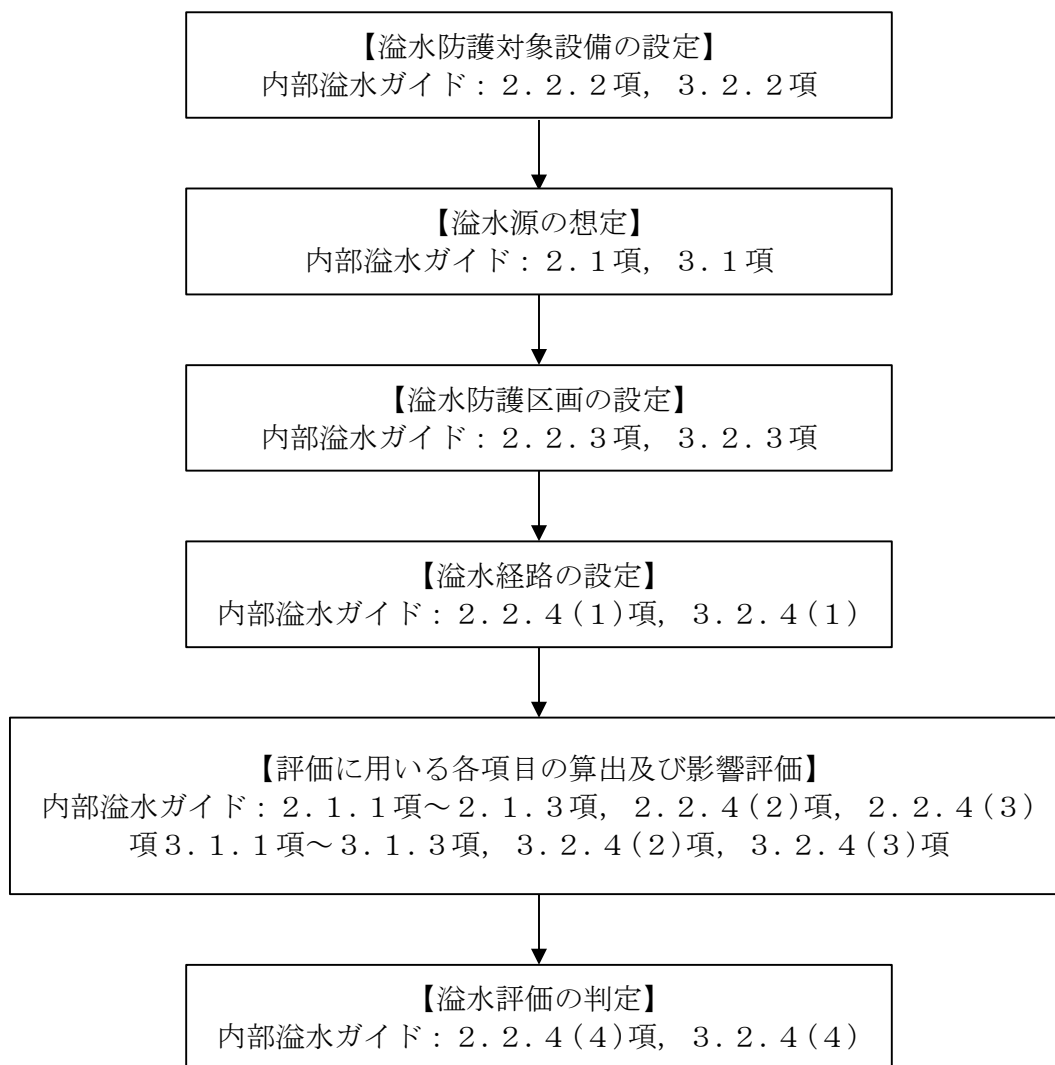 【溢水防護対象設備の設定】
内部溢水ガイド：２.２.２項，３.２.２項
【溢水源の想定】
内部溢水ガイド：２.１項，３.１項
【溢水防護区画の設定】
内部溢水ガイド：２.２.３項，３.２.３項
【溢水経路の設定】
内部溢水ガイド：２.２.４(１)項，３.２.４(１)
【評価に用いる各項目の算出及び影響評価】
内部溢水ガイド：２.１.１項～２.１.３項，２.２.４(２)項，２.２.４(３)
項３.１.１項～３.１.３項，３.２.４(２)項，３.２.４(３)項
【溢水評価の判定】
内部溢水ガイド：２.２.４(４)項，３.２.４(４)